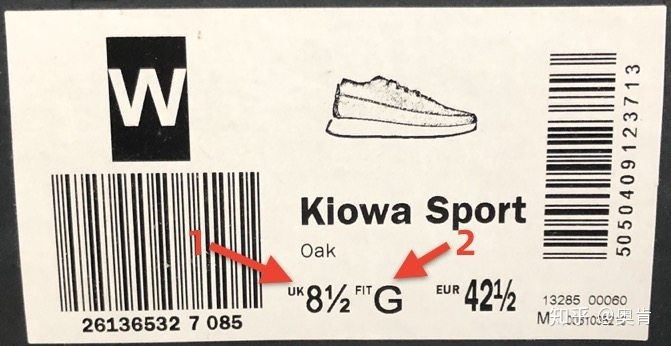 W
5050409123713
Kiowa Sport
Oak
1
2
UK 8½ FIT G EUR 42½
26136532 7 085
13285 00060
知乎 @奥肯